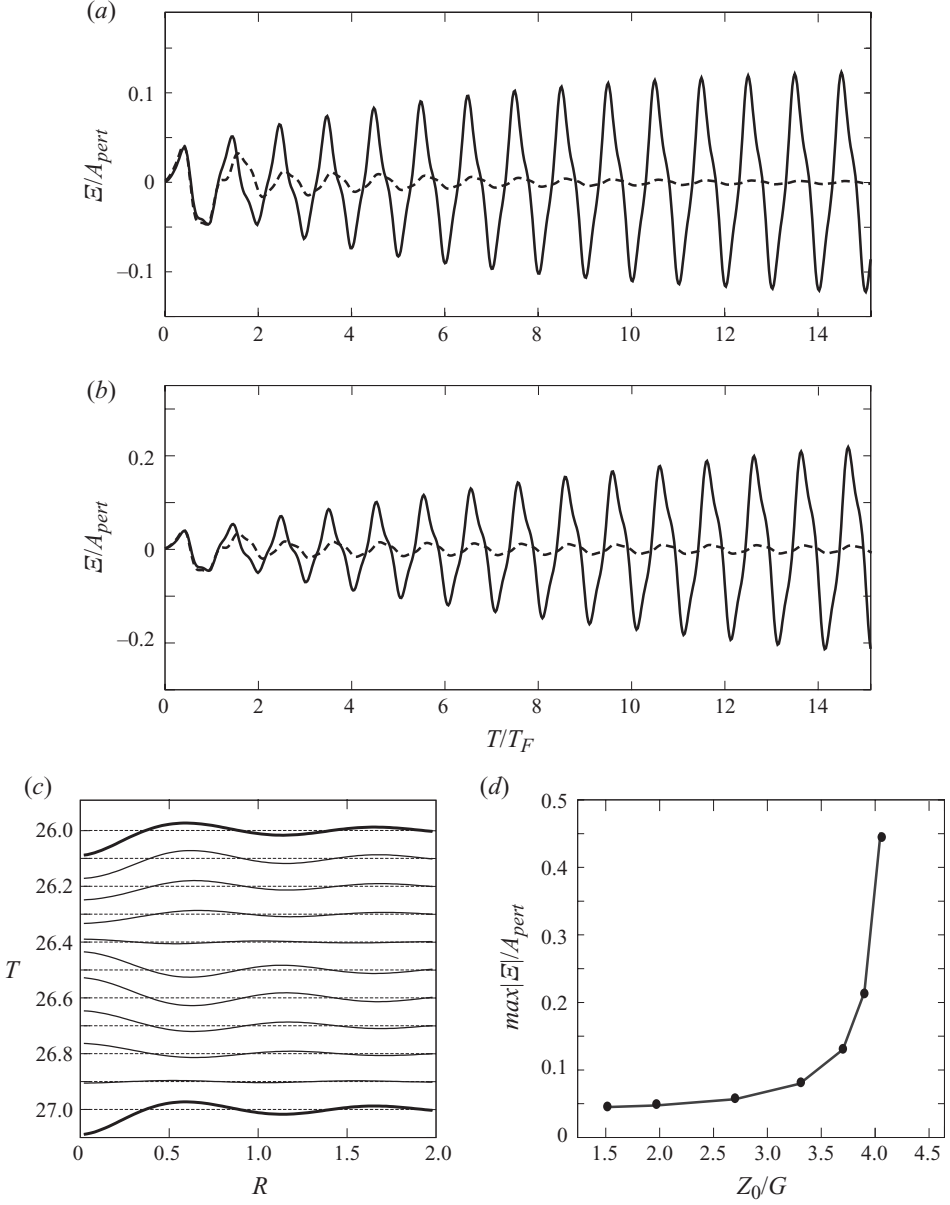 (a)
0.1
0
–0.1
Ξ/A_pert
0 2 4 6 8 10 12 14
(b)
0.2
0
–0.2
Ξ/A_pert
0 2 4 6 8 10 12 14
T/T_F
(c)
26.0
26.2
26.4
26.6
26.8
27.0
T
0 0.5 1.0 1.5 2.0
R
(d)
0.5
0.4
0.3
0.2
0.1
0
max|Ξ|/A_pert
1.5 2.0 2.5 3.0 3.5 4.0 4.5
Z_0/G